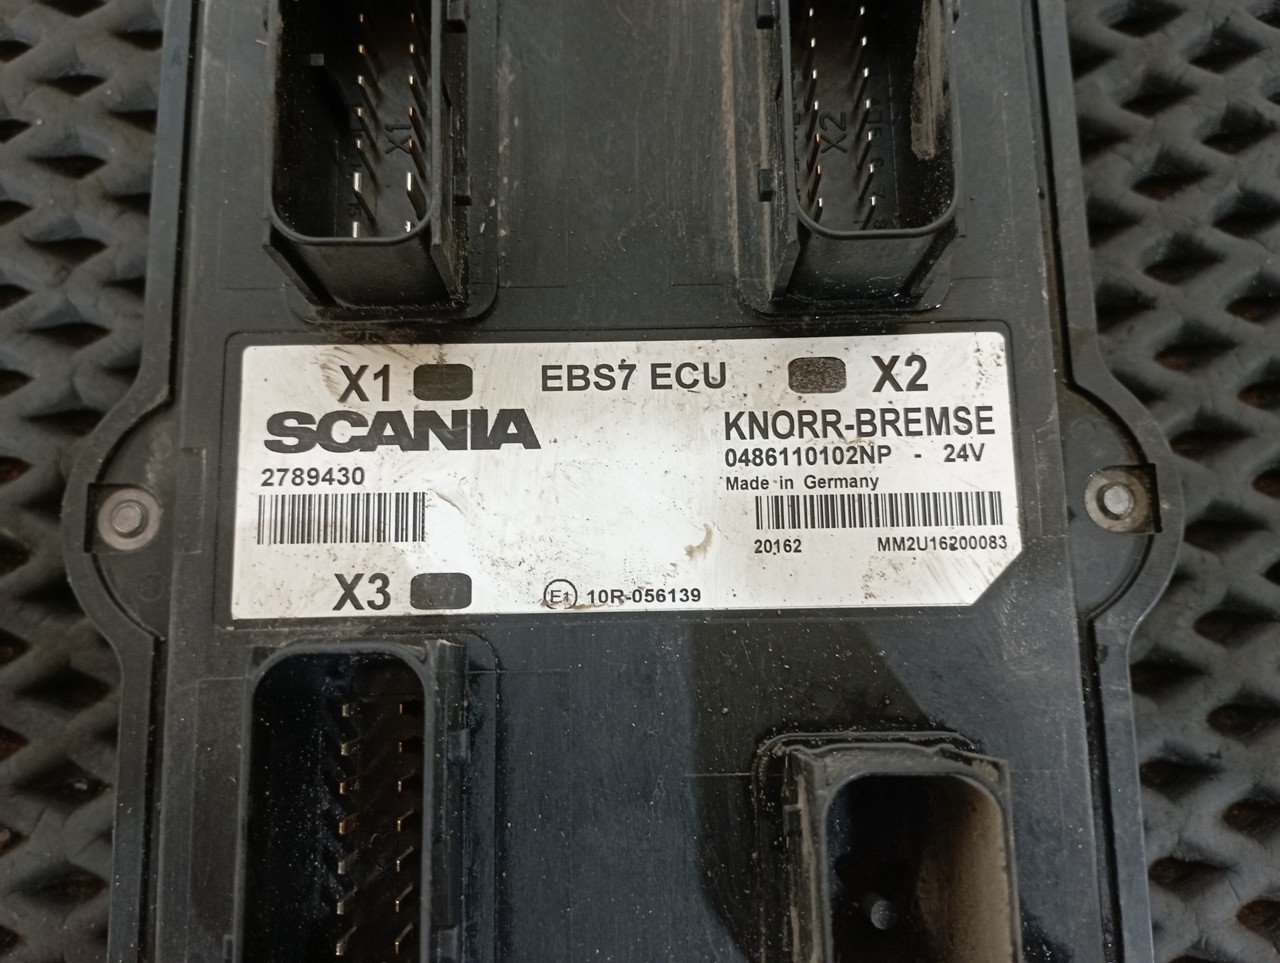 X1
X2
X1 EBS7 ECU X2
SCANIA KNORR-BREMSE
2789430 0486110102NP - 24V
Made in Germany
20162 MM2U16200083
X3 E1 10R-056139